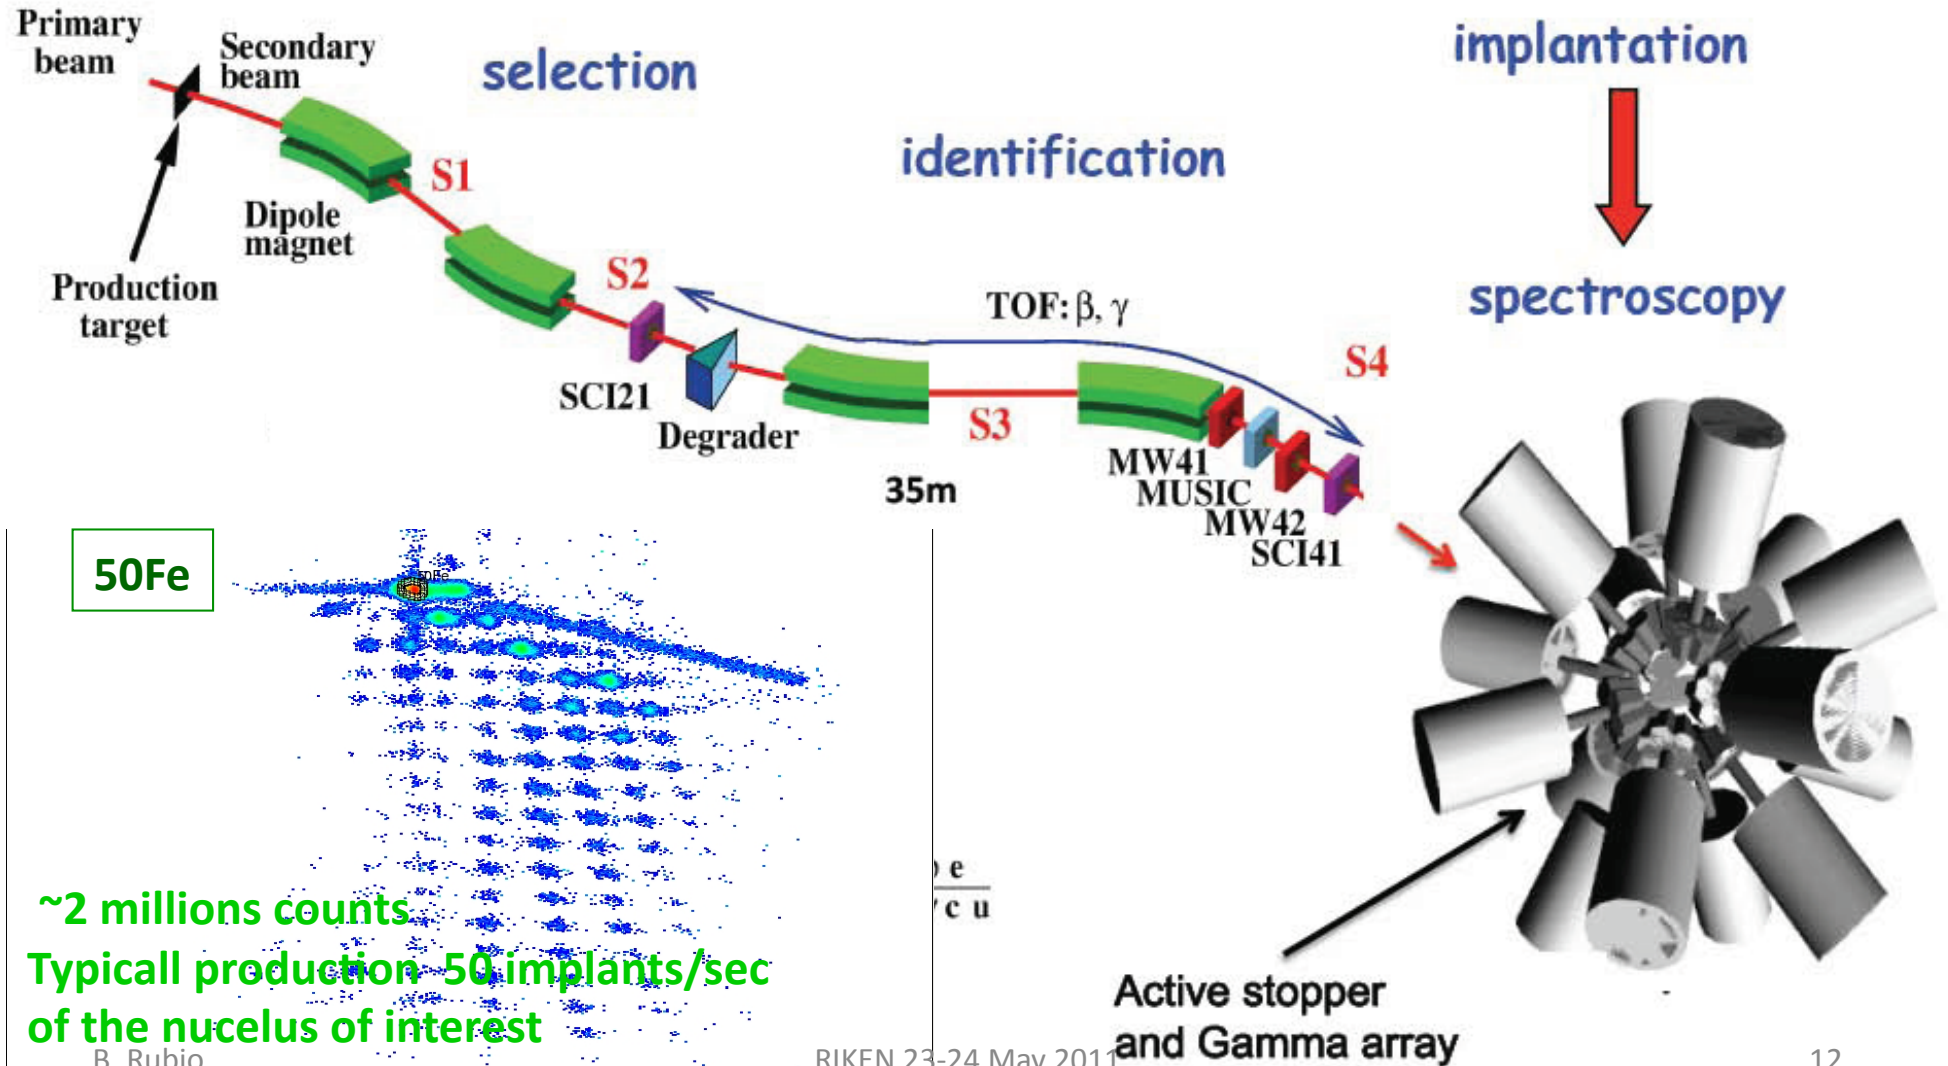 Primary
beam
Secondary
beam
selection
implantation
identification
S1
Dipole
magnet
Production
target
S2
TOF: β, γ
spectroscopy
S4
SCI21
Degrader
S3
35m
MW41
MUSIC
MW42
SCI41
50Fe
50Fe
e
c u
~2 millions counts
Typicall production 50 implants/sec
of the nucelus of interest
Active stopper
and Gamma array
B. Rubio
RIKEN 23-24 May 2011
12